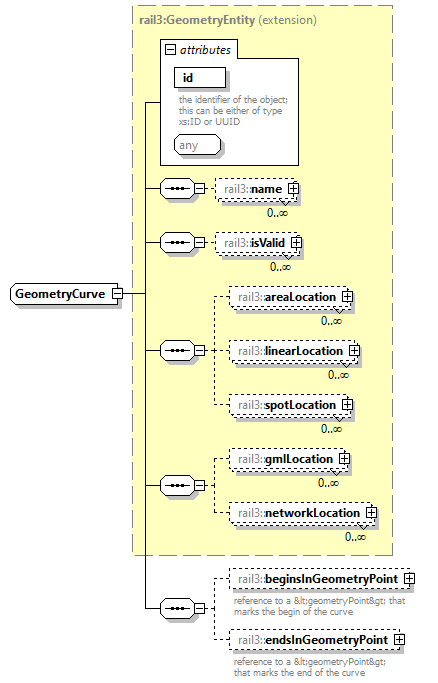 rail3:GeometryEntity (extension)
attributes
id
the identifier of the object;
this can be either of type
xs:ID or UUID
any
rail3::name
0..∞
rail3::isValid
0..∞
GeometryCurve
rail3::areaLocation
0..∞
rail3::linearLocation
0..∞
rail3::spotLocation
0..∞
rail3::gmlLocation
0..∞
rail3::networkLocation
0..∞
rail3::beginsInGeometryPoint
reference to a &lt;geometryPoint&gt; that
marks the begin of the curve
rail3::endsInGeometryPoint
reference to a &lt;geometryPoint&gt;
that marks the end of the curve